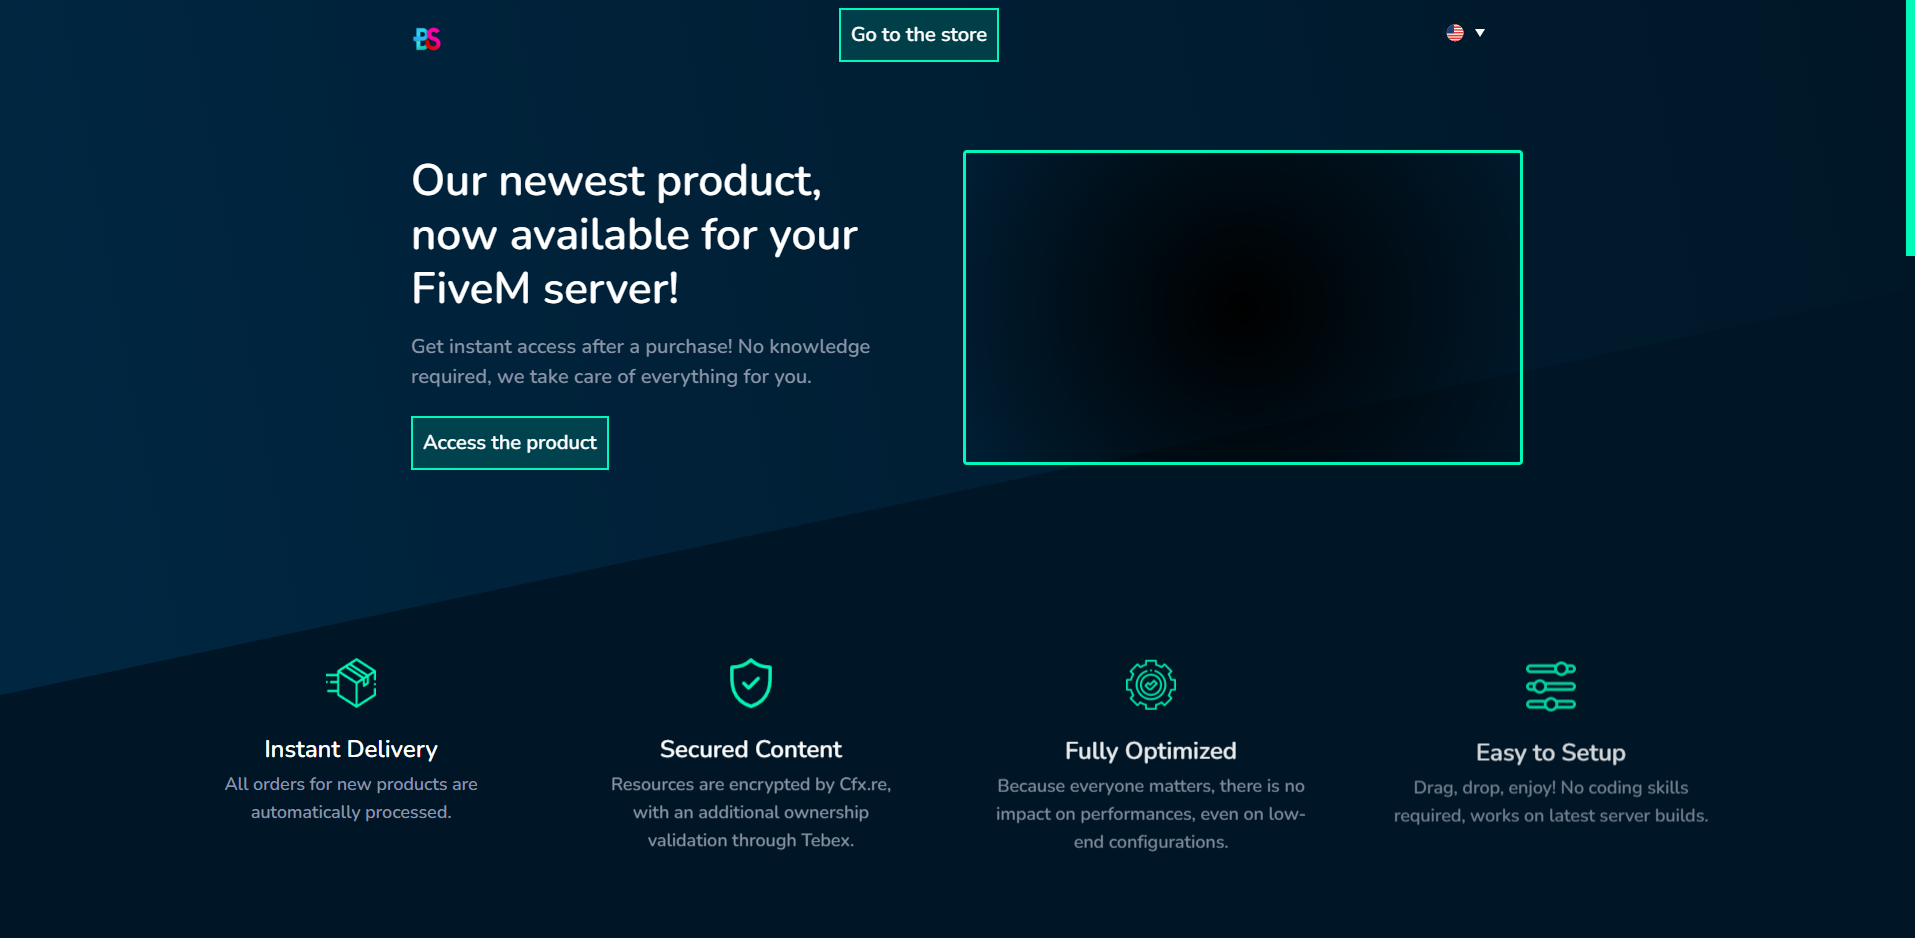 BS
Go to the store
Our newest product,
now available for your
FiveM server!
Get instant access after a purchase! No knowledge
required, we take care of everything for you.
Access the product
Instant Delivery
All orders for new products are
automatically processed.
Secured Content
Resources are encrypted by Cfx.re,
with an additional ownership
validation through Tebex.
Fully Optimized
Because everyone matters, there is no
impact on performances, even on low-
end configurations.
Easy to Setup
Drag, drop, enjoy! No coding skills
required, works on latest server builds.